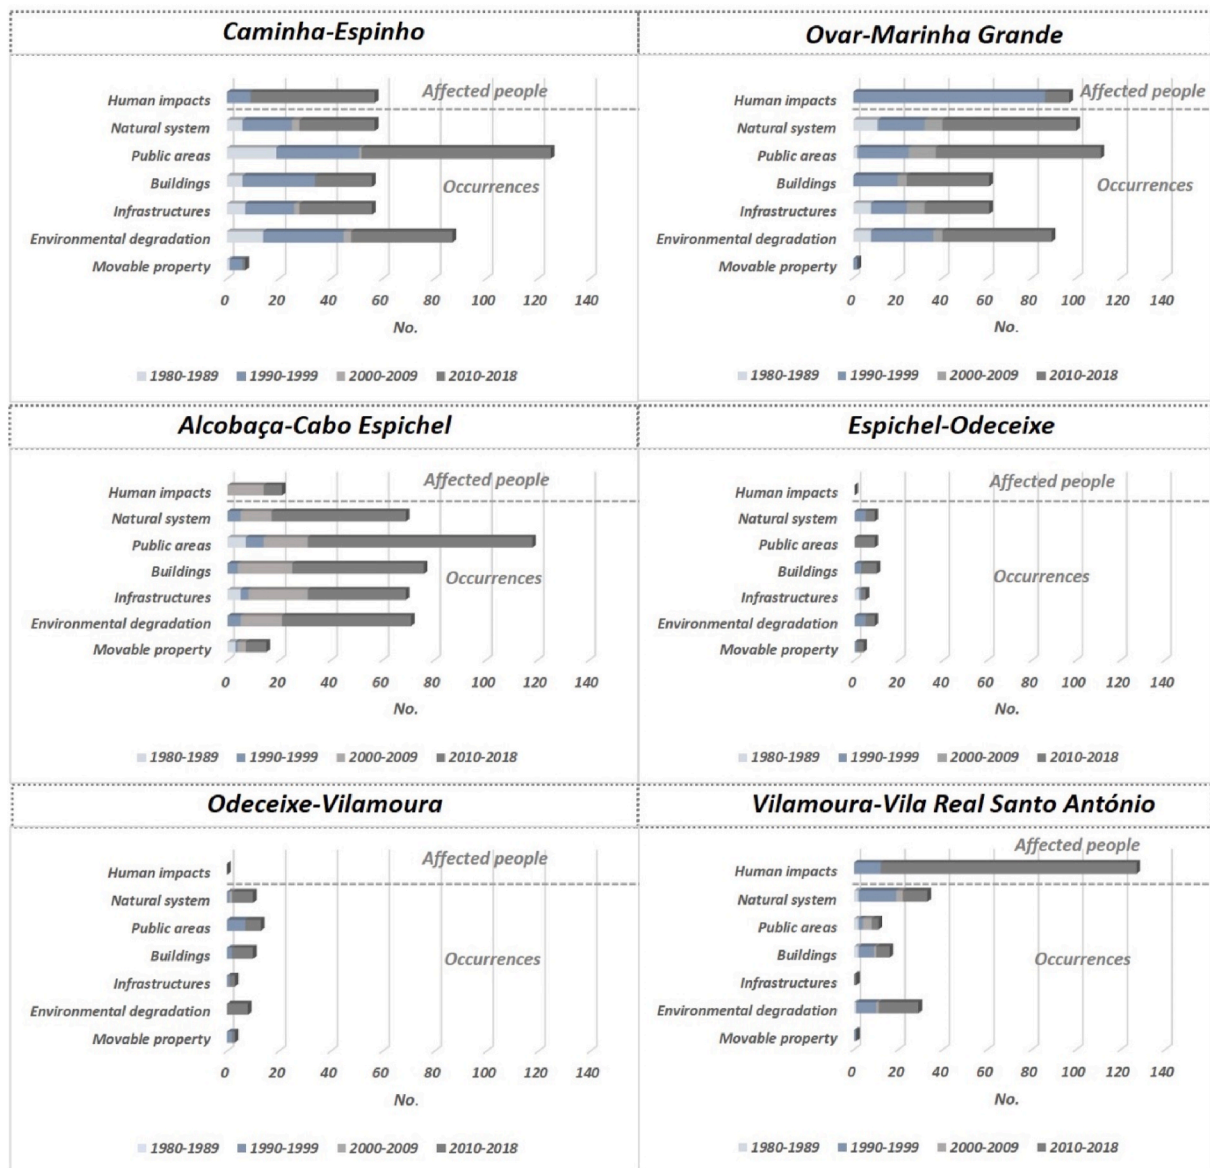 Caminha-Espinho
Affected people
Human impacts
Natural system
Public areas
Buildings
Occurrences
Infrastructures
Environmental degradation
Movable property
0 20 40 60 80 100 120 140
No.
1980-1989 1990-1999 2000-2009 2010-2018
Ovar-Marinha Grande
Affected people
Human impacts
Natural system
Public areas
Buildings
Occurrences
Infrastructures
Environmental degradation
Movable property
0 20 40 60 80 100 120 140
No.
1980-1989 1990-1999 2000-2009 2010-2018
Alcobaça-Cabo Espichel
Affected people
Human impacts
Natural system
Public areas
Buildings
Occurrences
Infrastructures
Environmental degradation
Movable property
0 20 40 60 80 100 120 140
No.
1980-1989 1990-1999 2000-2009 2010-2018
Espichel-Odeceixe
Affected people
Human impacts
Natural system
Public areas
Buildings
Occurrences
Infrastructures
Environmental degradation
Movable property
0 20 40 60 80 100 120 140
No.
1980-1989 1990-1999 2000-2009 2010-2018
Odeceixe-Vilamoura
Affected people
Human impacts
Natural system
Public areas
Buildings
Occurrences
Infrastructures
Environmental degradation
Movable property
0 20 40 60 80 100 120 140
No.
1980-1989 1990-1999 2000-2009 2010-2018
Vilamoura-Vila Real Santo António
Affected people
Human impacts
Natural system
Public areas
Buildings
Occurrences
Infrastructures
Environmental degradation
Movable property
0 20 40 60 80 100 120 140
No.
1980-1989 1990-1999 2000-2009 2010-2018